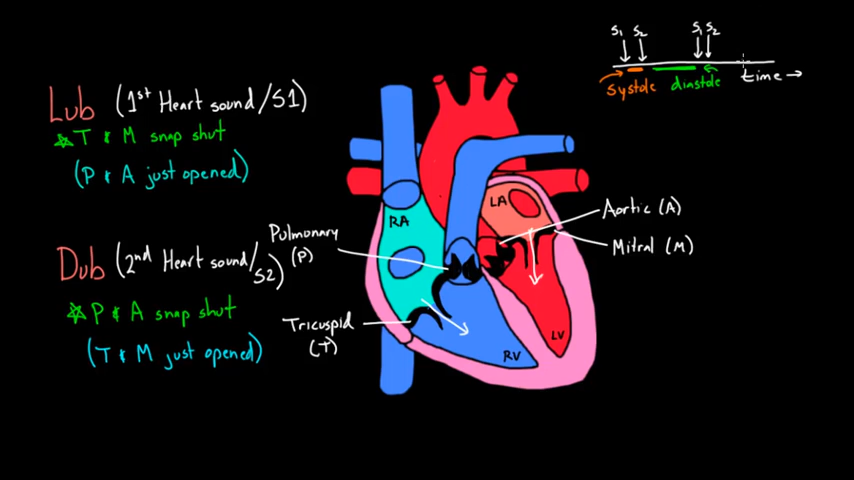 Lub (1st Heart sound/S1)
☆T & M snap shut
(P & A just opened)
Dub (2nd Heart sound/
S2)
☆P & A snap shut
(T & M just opened)
Pulmonary
(P)
Tricuspid
(T)
RA
LA
RV
LV
Aortic (A)
Mitral (M)
S1 S2 S1 S2
systole diastole time →